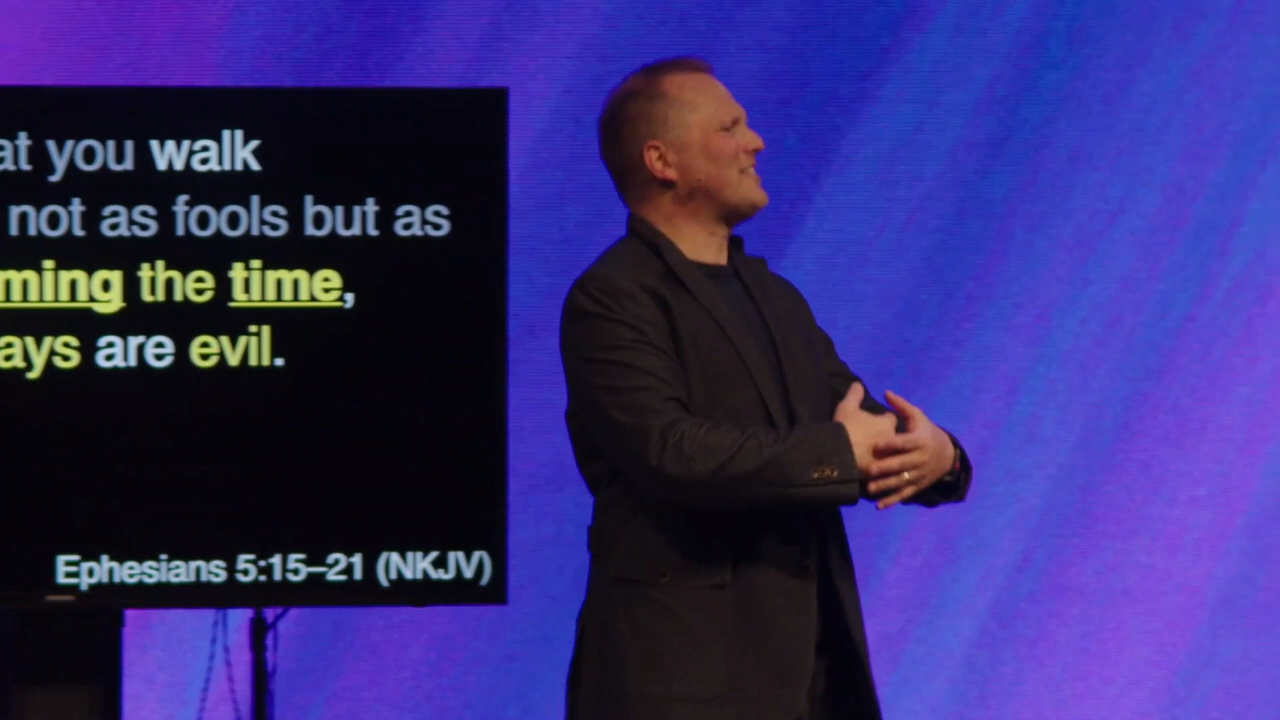 at you walk
not as fools but as
ming the time,
ays are evil.
Ephesians 5:15–21 (NKJV)